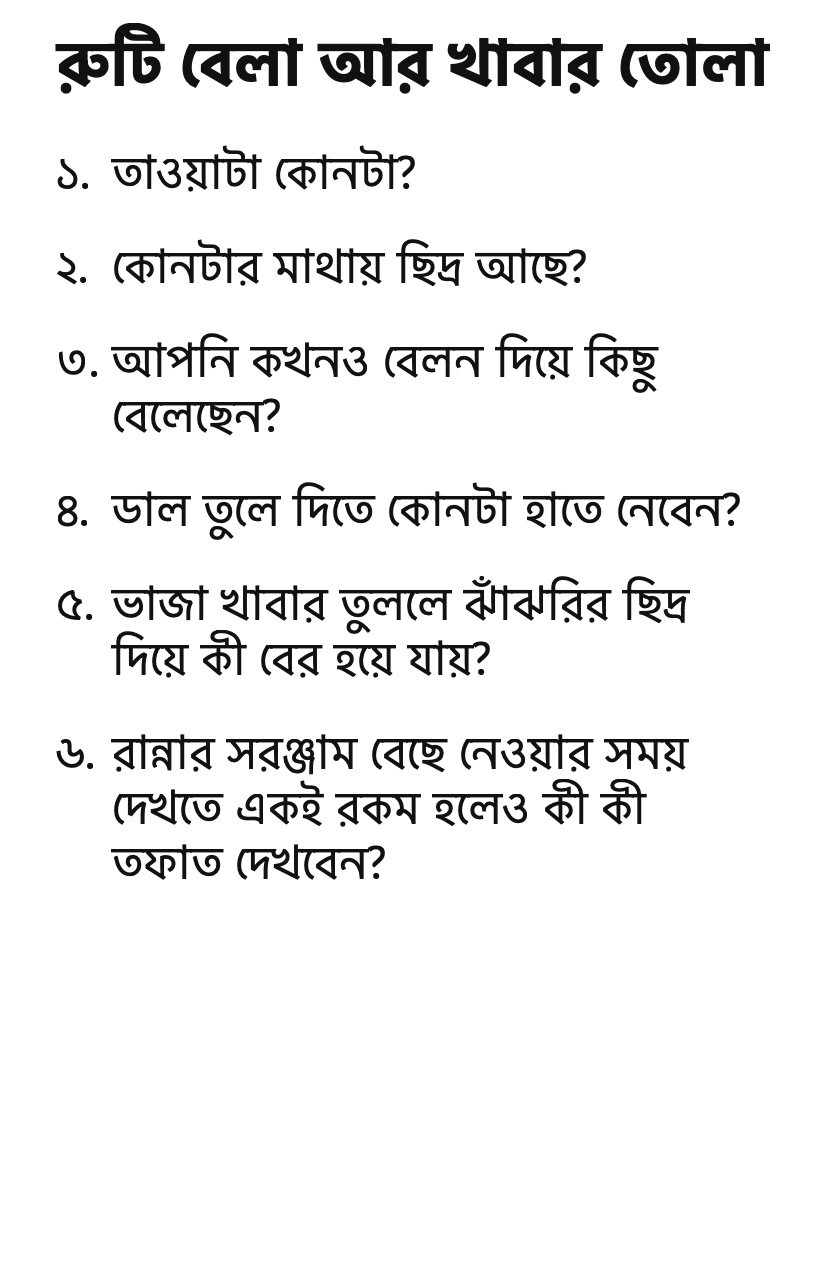 রুটি বেলা আর খাবার তোলা
১. তাওয়াটা কোনটা?
২. কোনটার মাথায় ছিদ্র আছে?
৩. আপনি কখনও বেলন দিয়ে কিছু
বেলেছেন?
৪. ডাল তুলে দিতে কোনটা হাতে নেবেন?
৫. ভাজা খাবার তুললে ঝাঁঝরির ছিদ্র
দিয়ে কী বের হয়ে যায়?
৬. রান্নার সরঞ্জাম বেছে নেওয়ার সময়
দেখতে একই রকম হলেও কী কী
তফাত দেখবেন?